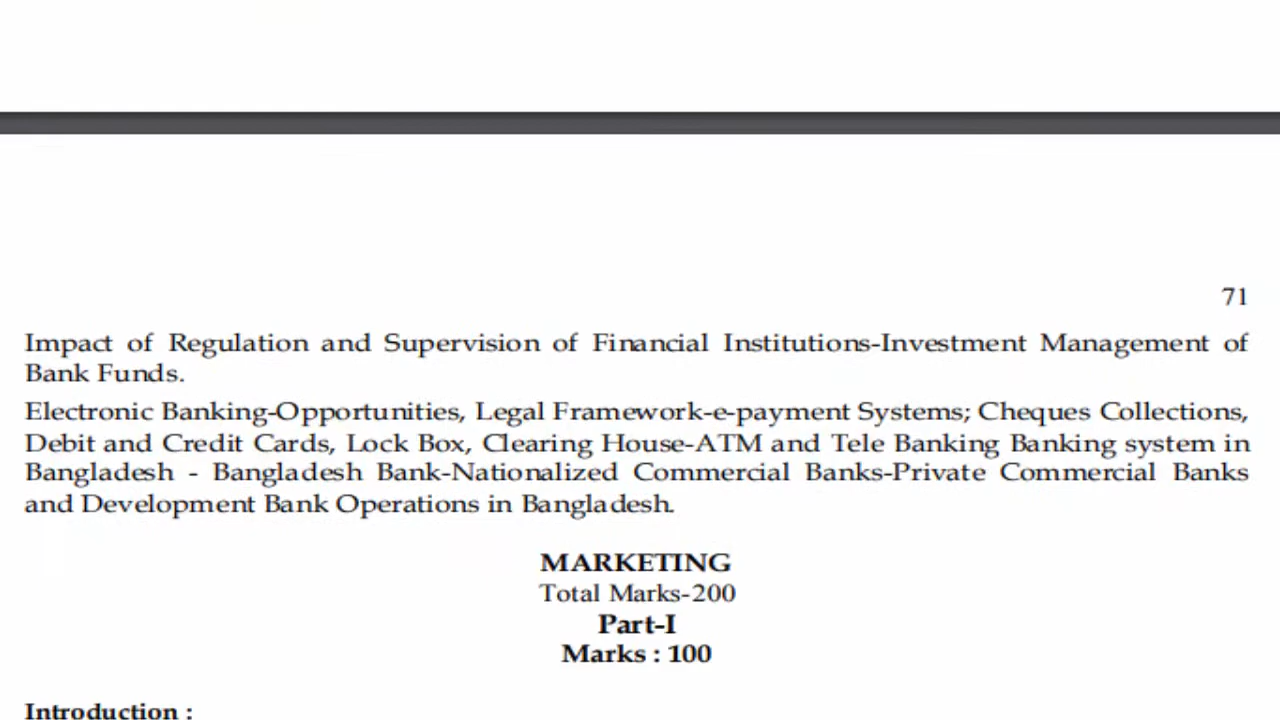 71
Impact of Regulation and Supervision of Financial Institutions-Investment Management of
Bank Funds.
Electronic Banking-Opportunities, Legal Framework-e-payment Systems; Cheques Collections,
Debit and Credit Cards, Lock Box, Clearing House-ATM and Tele Banking Banking system in
Bangladesh - Bangladesh Bank-Nationalized Commercial Banks-Private Commercial Banks
and Development Bank Operations in Bangladesh.
MARKETING
Total Marks-200
Part-I
Marks : 100
Introduction :